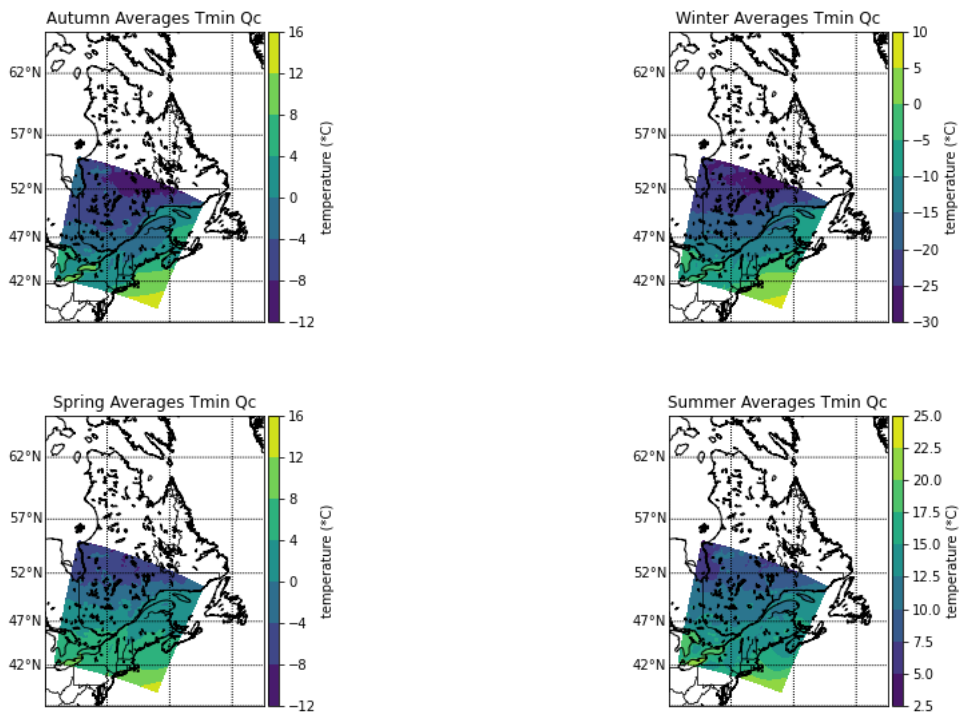 Autumn Averages Tmin Qc
62°N
57°N
52°N
47°N
42°N
16
12
8
4
0
−4
−8
−12
temperature (*C)
Winter Averages Tmin Qc
62°N
57°N
52°N
47°N
42°N
10
5
0
−5
−10
−15
−20
−25
−30
temperature (*C)
Spring Averages Tmin Qc
62°N
57°N
52°N
47°N
42°N
16
12
8
4
0
−4
−8
−12
temperature (*C)
Summer Averages Tmin Qc
62°N
57°N
52°N
47°N
42°N
25.0
22.5
20.0
17.5
15.0
12.5
10.0
7.5
5.0
2.5
temperature (*C)